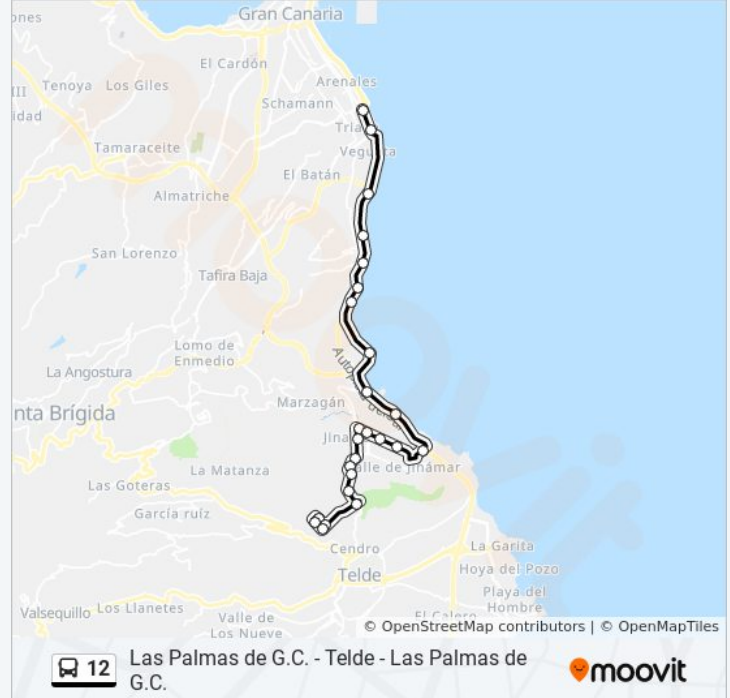 ones
Gran Canaria
El Cardón
III
Tenoya
Los Giles
Arenales
Schamann
idad
Tria
Tamaraceite
Vegueta
El Batán
Almatriche
San Lorenzo
Tafira Baja
Lomo de
Enmedio
La Angostura
Marzagán
nta Brígida
Jiná
La Matanza
Valle de Jinámar
Las Goteras
García ruíz
Cendro
La Garita
Telde
Hoya del Pozo
Playa del
Hombre
Valsequillo
Los Llanetes
Valle de
Los Nueve
El Calero
© OpenStreetMap contributors | © OpenMapTiles
12
Las Palmas de G.C. - Telde - Las Palmas de
G.C.
moovit